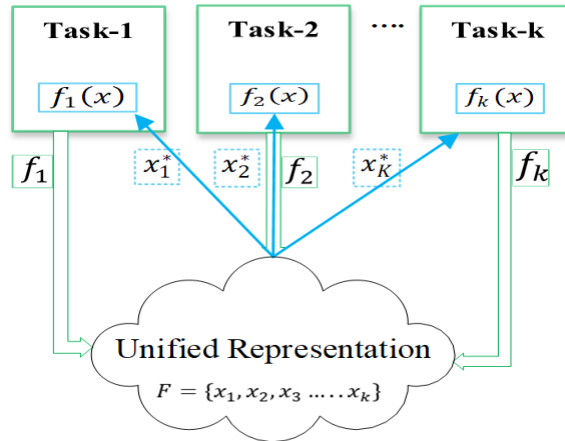 Task-1 Task-2 .... Task-k
f₁(x) f₂(x) fₖ(x)
f₁ x₁* x₂* f₂ x_K* fₖ
Unified Representation
F = {x₁, x₂, x₃ ..... xₖ}